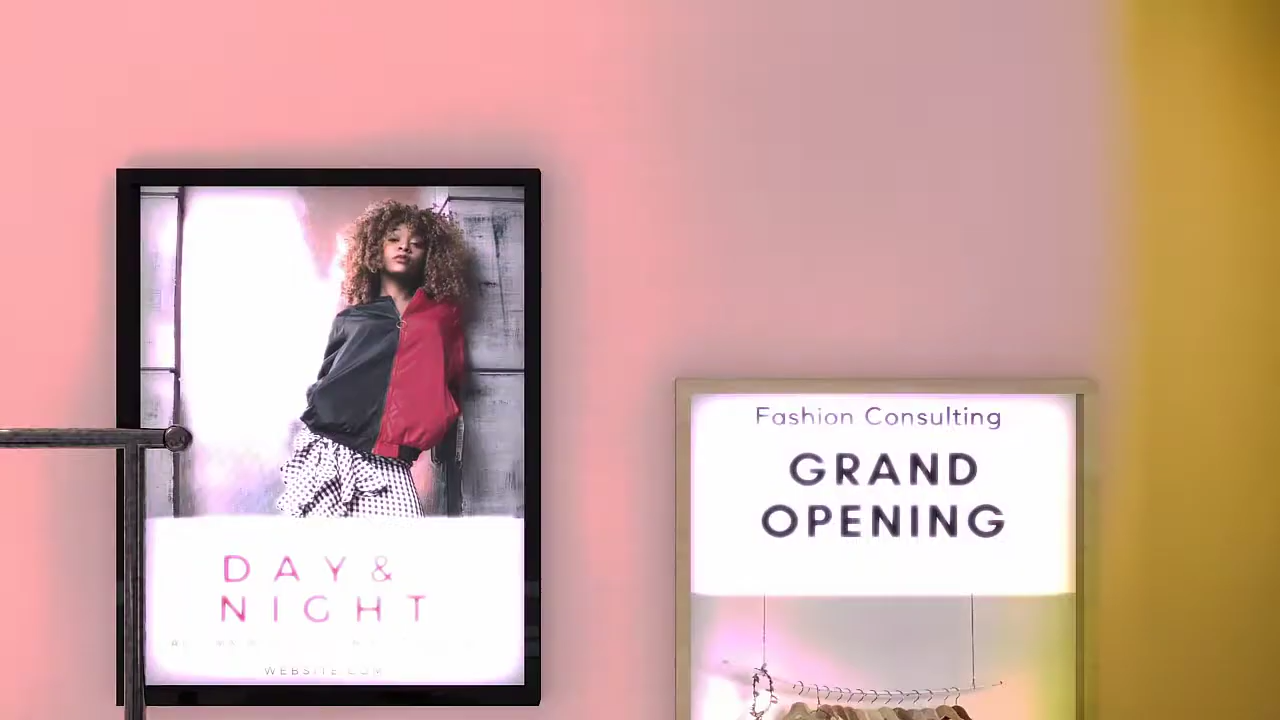 DAY &
NIGHT
WEBSITE.COM
Fashion Consulting
GRAND
OPENING